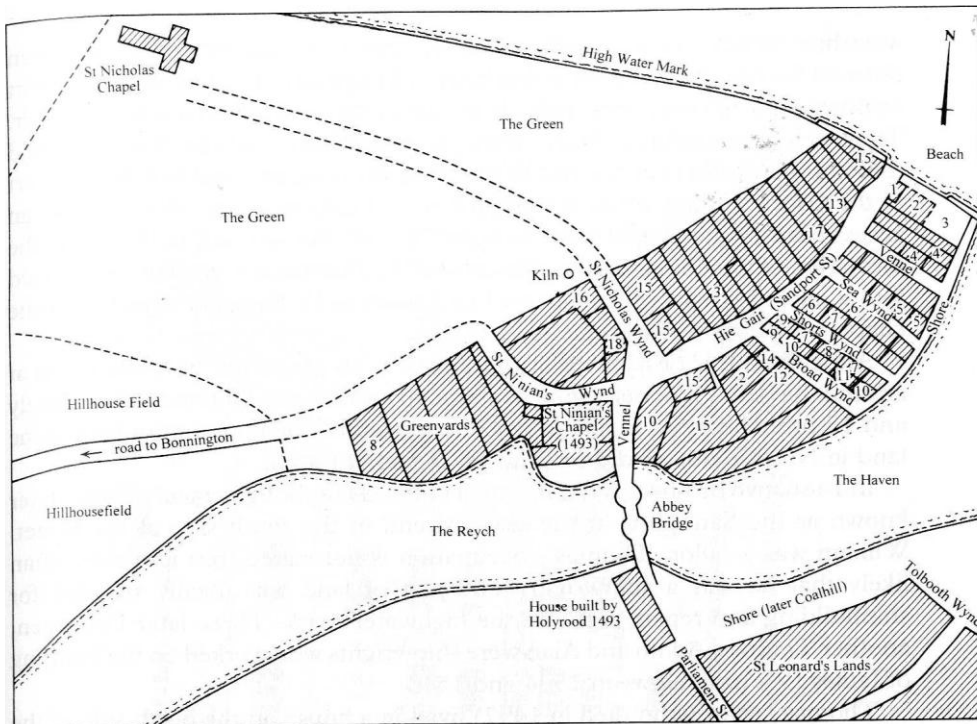 High Water Mark
N
St Nicholas
Chapel
The Green
Beach
15
1
2
3
13
17
4
4
Vennel
The Green
Kiln
16
15
3
Hie Gait (Sandport St)
Sea Wynd
6
6
5
5
Shore
St Nicholas Wynd
18
15
9
7
Shorts Wynd
9
10
7
8
11
10
14
Broad Wynd
St Ninian's
Wynd
15
2
12
Hillhouse Field
Greenyards
St Ninian's
Chapel
(1493)
Vennel
10
15
13
8
← road to Bonnington
The Haven
Hillhousefield
The Reych
Abbey
Bridge
House built by
Holyrood 1493
Shore (later Coalhill)
Tolbooth Wynd
Parliament St
St Leonard's Lands